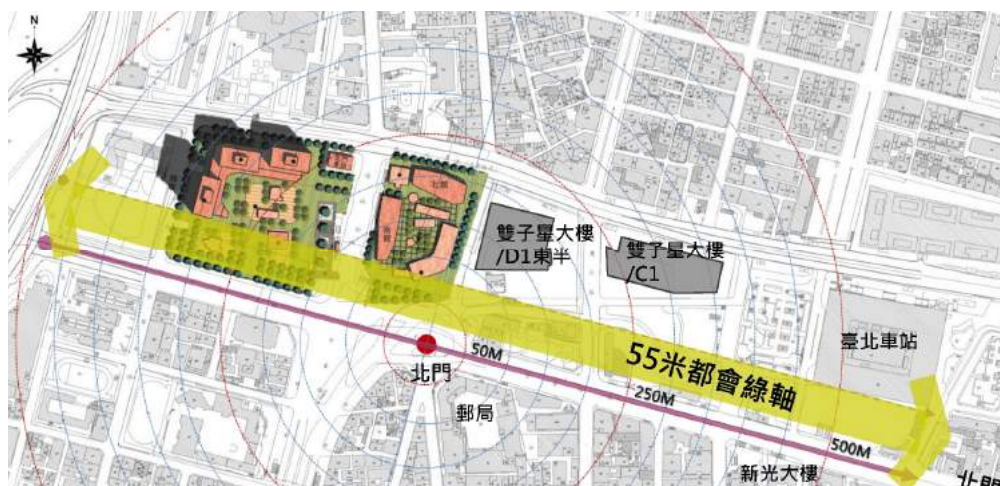 N
雙子星大樓
/D1東半
雙子星大樓
/C1
臺北車站
55米都會綠軸
50M
250M
500M
北門
郵局
新光大樓
北門